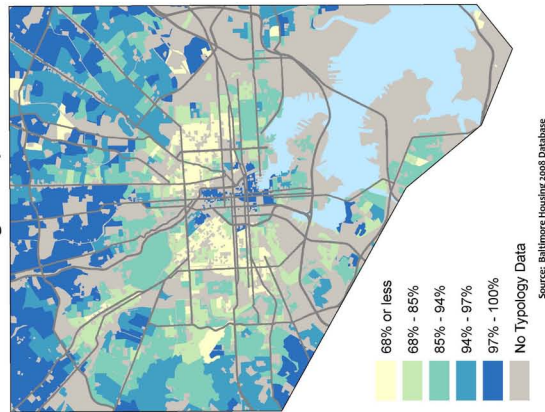 68% or less
68% - 85%
85% - 94%
94% - 97%
97% - 100%
No Typology Data
Source: Baltimore Housing 2008 Database